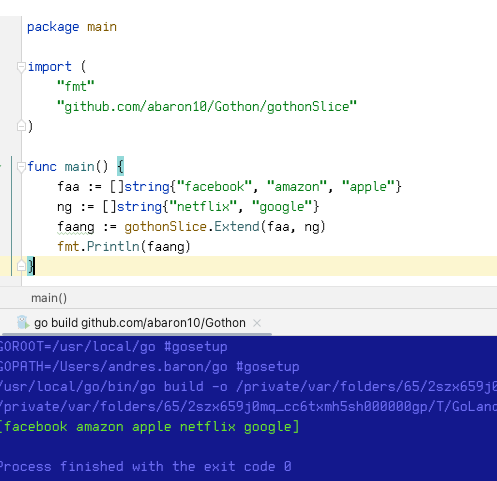 package main
import (
"fmt"
"github.com/abaron10/Gothon/gothonSlice"
)
func main() {
faa := []string{"facebook", "amazon", "apple"}
ng := []string{"netflix", "google"}
faang := gothonSlice.Extend(faa, ng)
fmt.Println(faang)
}
main()
go build github.com/abaron10/Gothon
GOROOT=/usr/local/go #gosetup
GOPATH=/Users/andres.baron/go #gosetup
/usr/local/go/bin/go build -o /private/var/folders/65/2szx659j0
/private/var/folders/65/2szx659j0mq_cc6txmh5sh000000gp/T/GoLand
[facebook amazon apple netflix google]
Process finished with the exit code 0